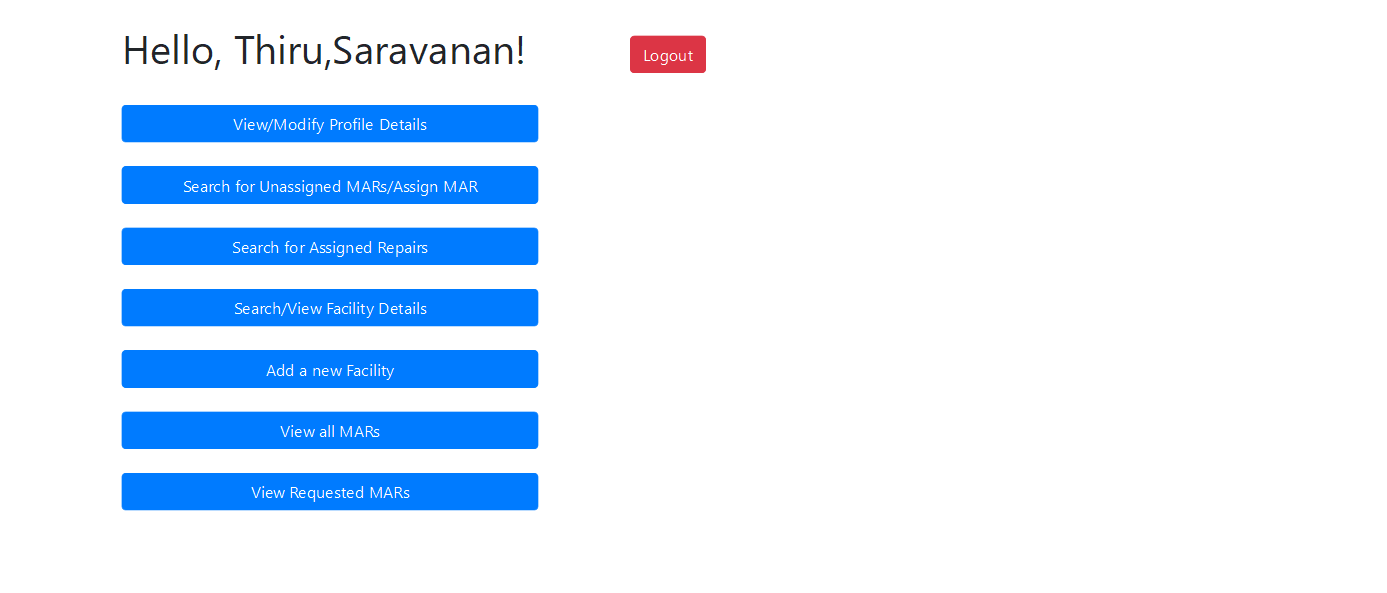 Hello, Thiru,Saravanan!
Logout
View/Modify Profile Details
Search for Unassigned MARs/Assign MAR
Search for Assigned Repairs
Search/View Facility Details
Add a new Facility
View all MARs
View Requested MARs